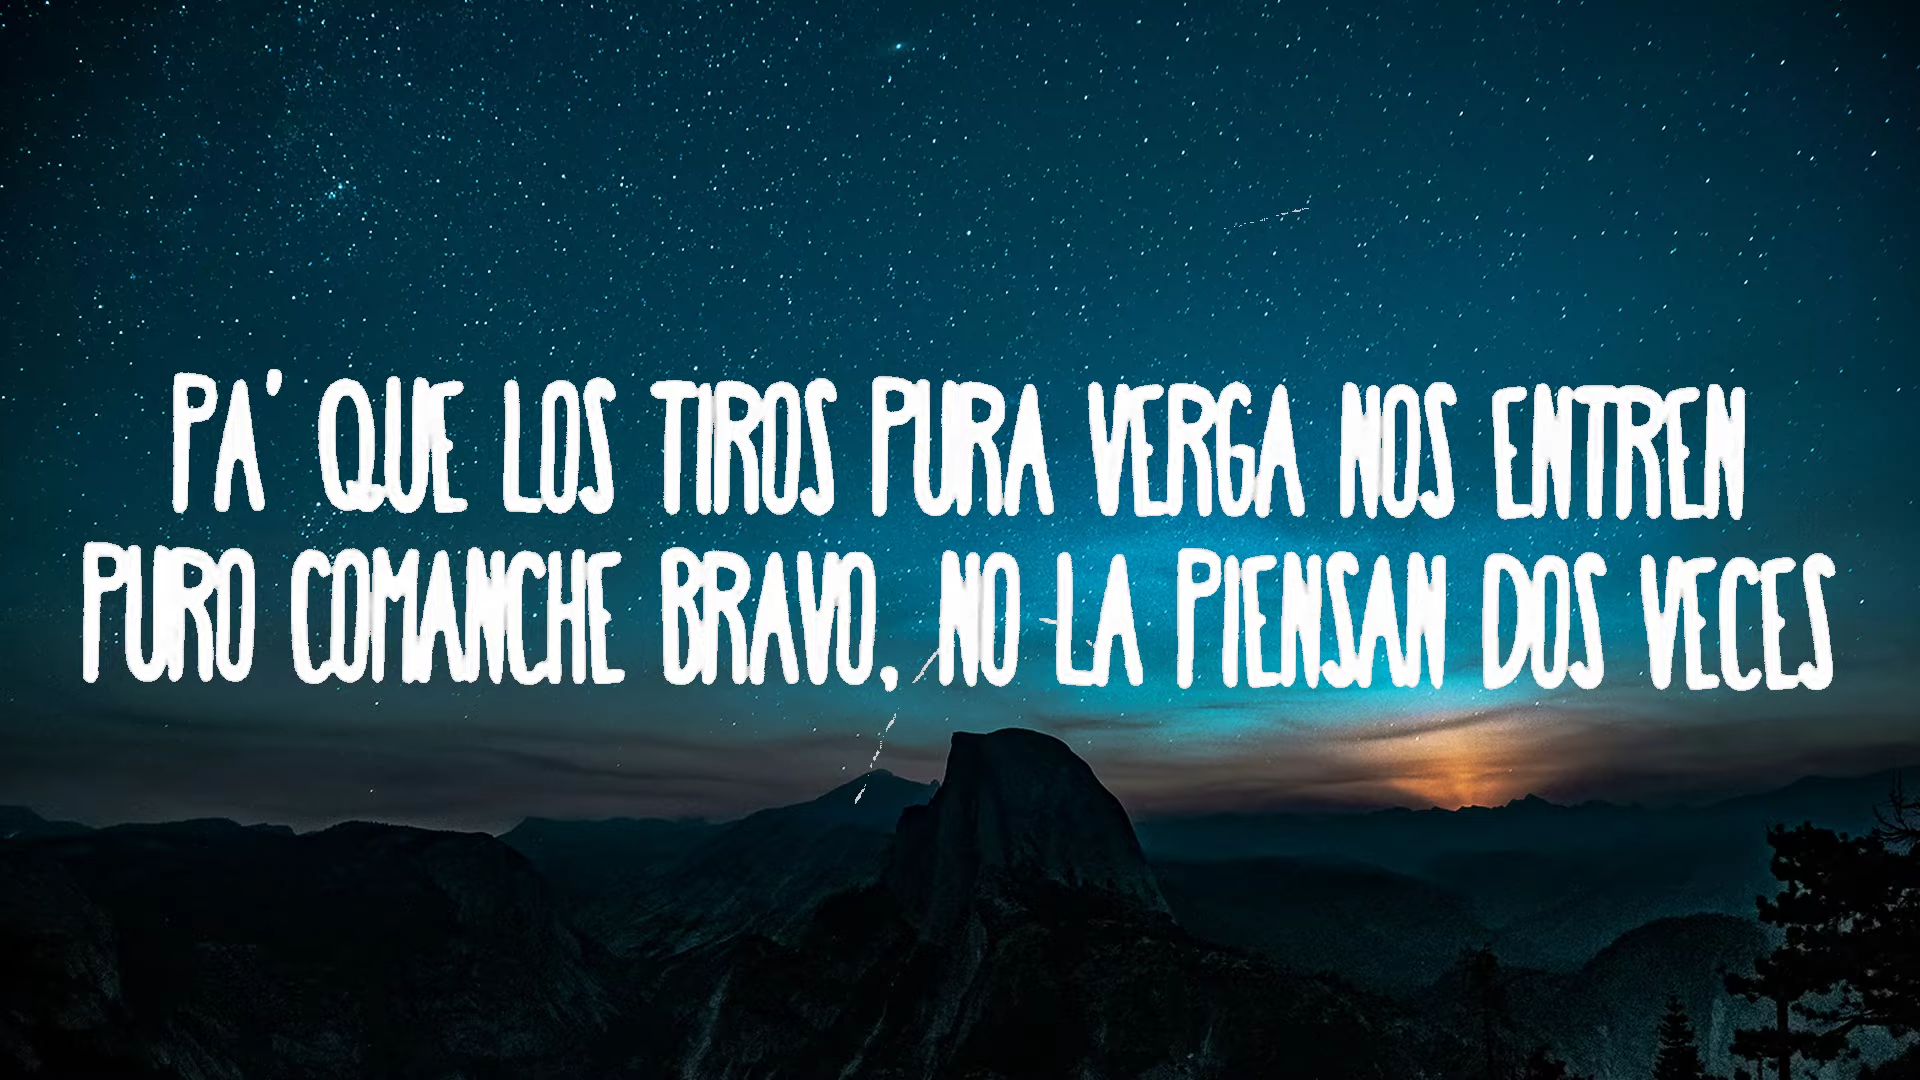 PA' QUE LOS TIROS PURA VERGA NOS ENTREN
PURO COMANCHE BRAVO, NO LA PIENSAN DOS VECES